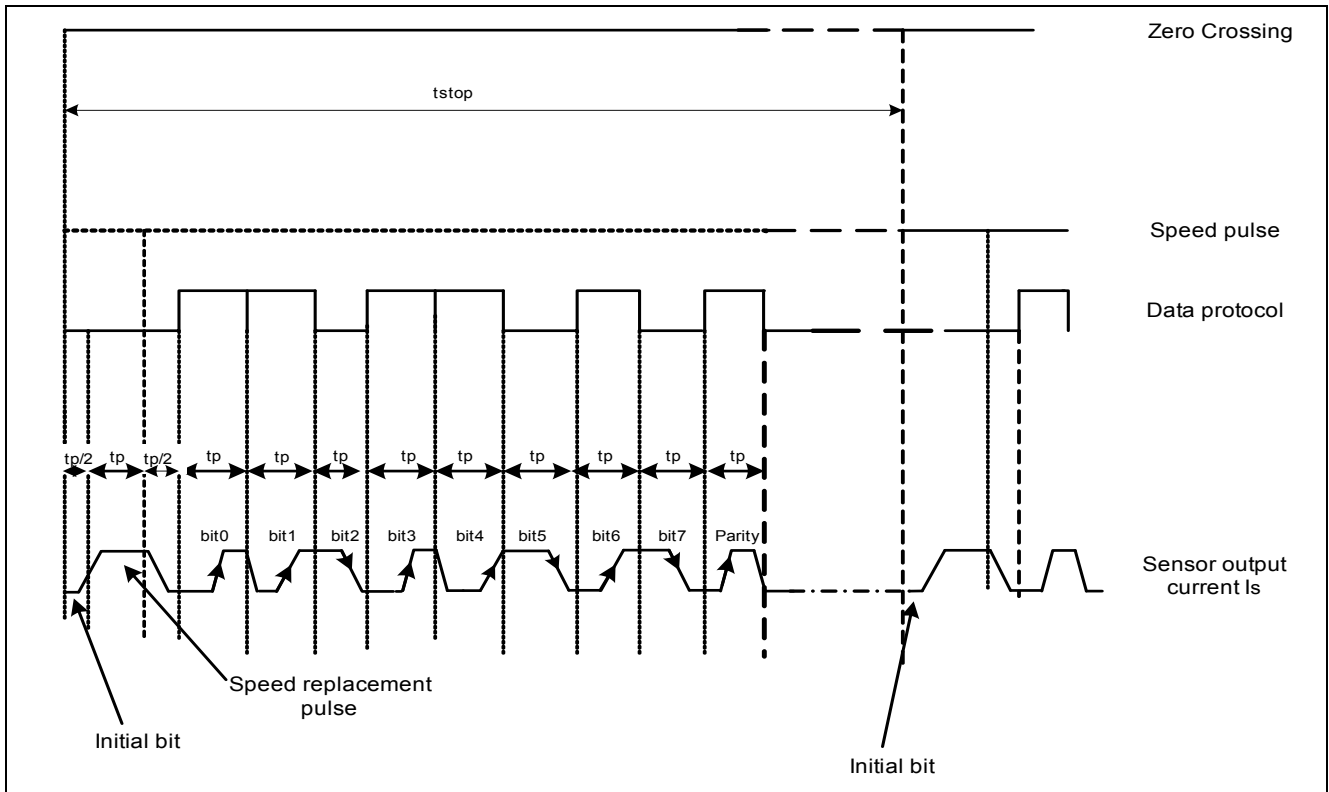 Zero Crossing
tstop
Speed pulse
Data protocol
tp/2 tp tp/2 tp tp tp tp tp tp tp tp tp
bit0 bit1 bit2 bit3 bit4 bit5 bit6 bit7 Parity
Sensor output
current Is
Speed replacement
pulse
Initial bit
Initial bit